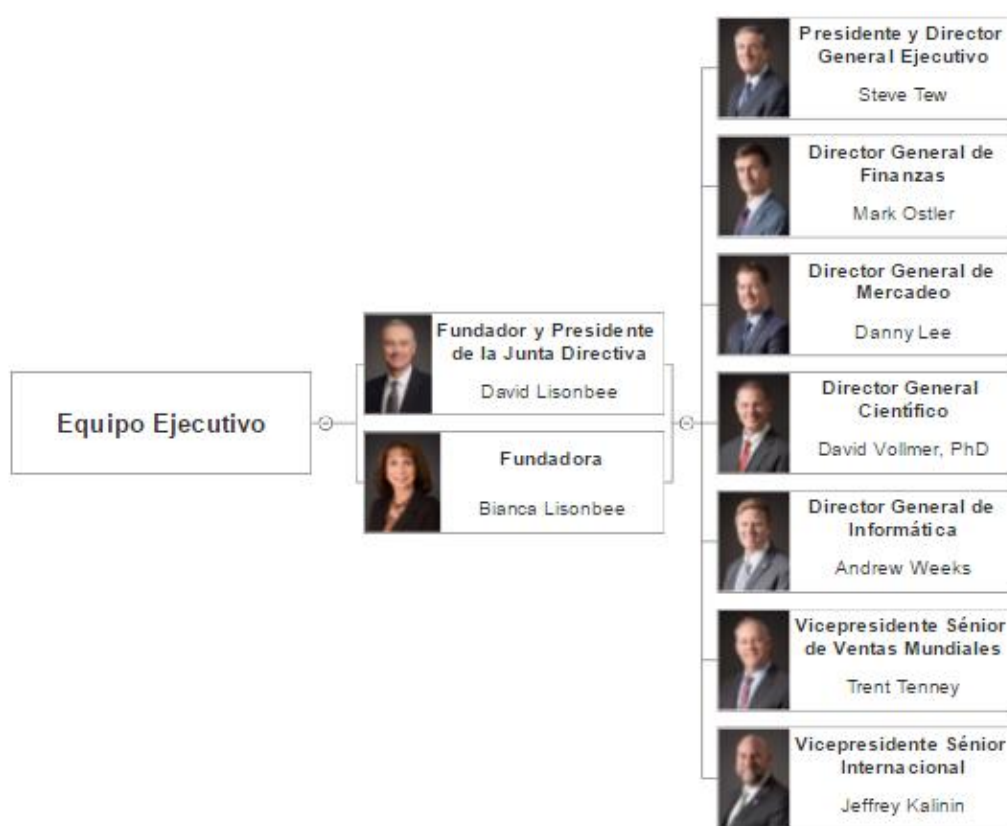 Equipo Ejecutivo
Fundador y Presidente
de la Junta Directiva
David Lisonbee
Fundadora
Bianca Lisonbee
Presidente y Director
General Ejecutivo
Steve Tew
Director General de
Finanzas
Mark Ostler
Director General de
Mercadeo
Danny Lee
Director General
Científico
David Vollmer, PhD
Director General de
Informática
Andrew Weeks
Vicepresidente Sénior
de Ventas Mundiales
Trent Tenney
Vicepresidente Sénior
Internacional
Jeffrey Kalinin